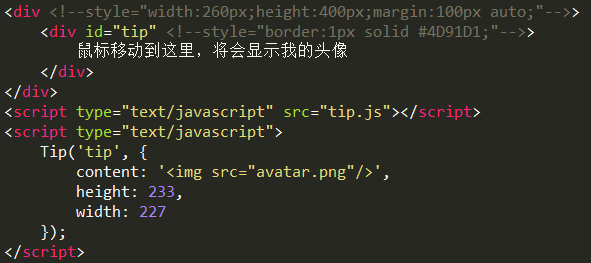 <div <!--style="width:260px;height:400px;margin:100px auto;"-->>
    <div id="tip" <!--style="border:1px solid #4D91D1;"-->>
        鼠标移动到这里，将会显示我的头像
    </div>
</div>
<script type="text/javascript" src="tip.js"></script>
<script type="text/javascript">
    Tip('tip', {
        content: '<img src="avatar.png"/>',
        height: 233,
        width: 227
    });
</script>